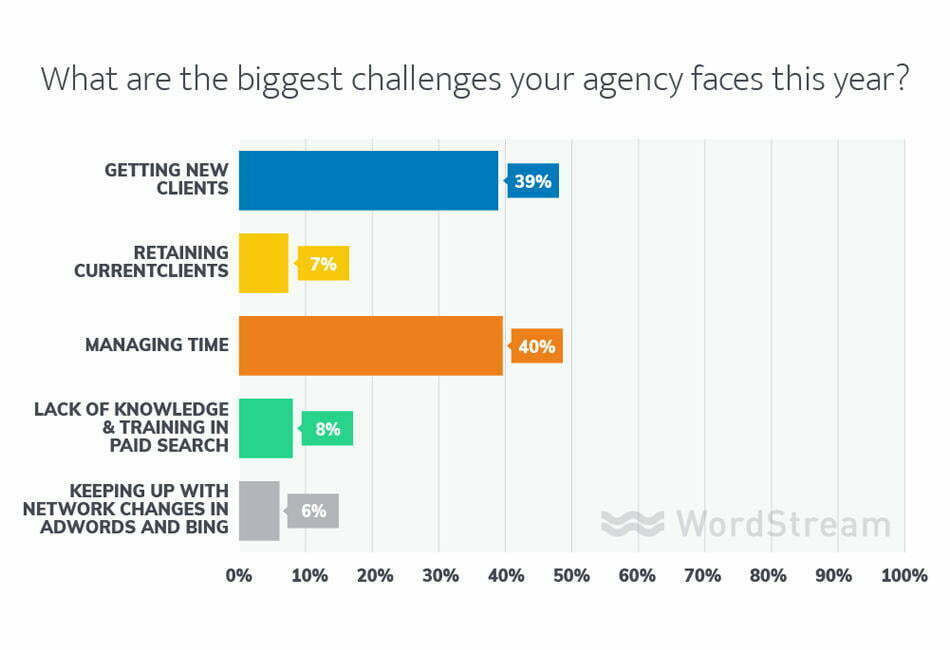 What are the biggest challenges your agency faces this year?
GETTING NEW
CLIENTS
39%
RETAINING
CURRENTCLIENTS
7%
MANAGING TIME
40%
LACK OF KNOWLEDGE
& TRAINING IN
PAID SEARCH
8%
KEEPING UP WITH
NETWORK CHANGES IN
ADWORDS AND BING
6%
WordStream
0% 10% 20% 30% 40% 50% 60% 70% 80% 90% 100%